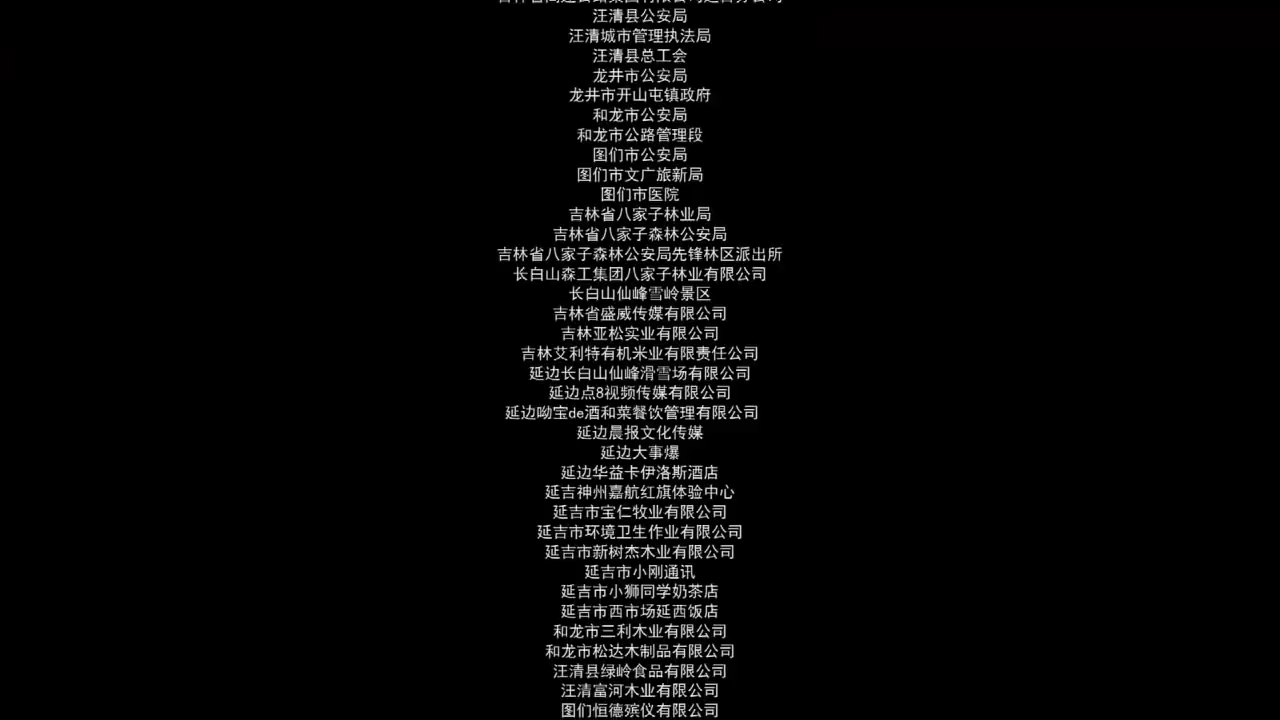 汪清县公安局
汪清城市管理执法局
汪清县总工会
龙井市公安局
龙井市开山屯镇政府
和龙市公安局
和龙市公路管理段
图们市公安局
图们市文广旅新局
图们市医院
吉林省八家子林业局
吉林省八家子森林公安局
吉林省八家子森林公安局先锋林区派出所
长白山森工集团八家子林业有限公司
长白山仙峰雪岭景区
吉林省盛威传媒有限公司
吉林亚松实业有限公司
吉林艾利特有机米业有限责任公司
延边长白山仙峰滑雪场有限公司
延边点8视频传媒有限公司
延边呦宝de酒和菜餐饮管理有限公司
延边晨报文化传媒
延边大事爆
延边华益卡伊洛斯酒店
延吉神州嘉航红旗体验中心
延吉市宝仁牧业有限公司
延吉市环境卫生作业有限公司
延吉市新树杰木业有限公司
延吉市小刚通讯
延吉市小狮同学奶茶店
延吉市西市场延西饭店
和龙市三利木业有限公司
和龙市松达木制品有限公司
汪清县绿岭食品有限公司
汪清富河木业有限公司
图们恒德殡仪有限公司